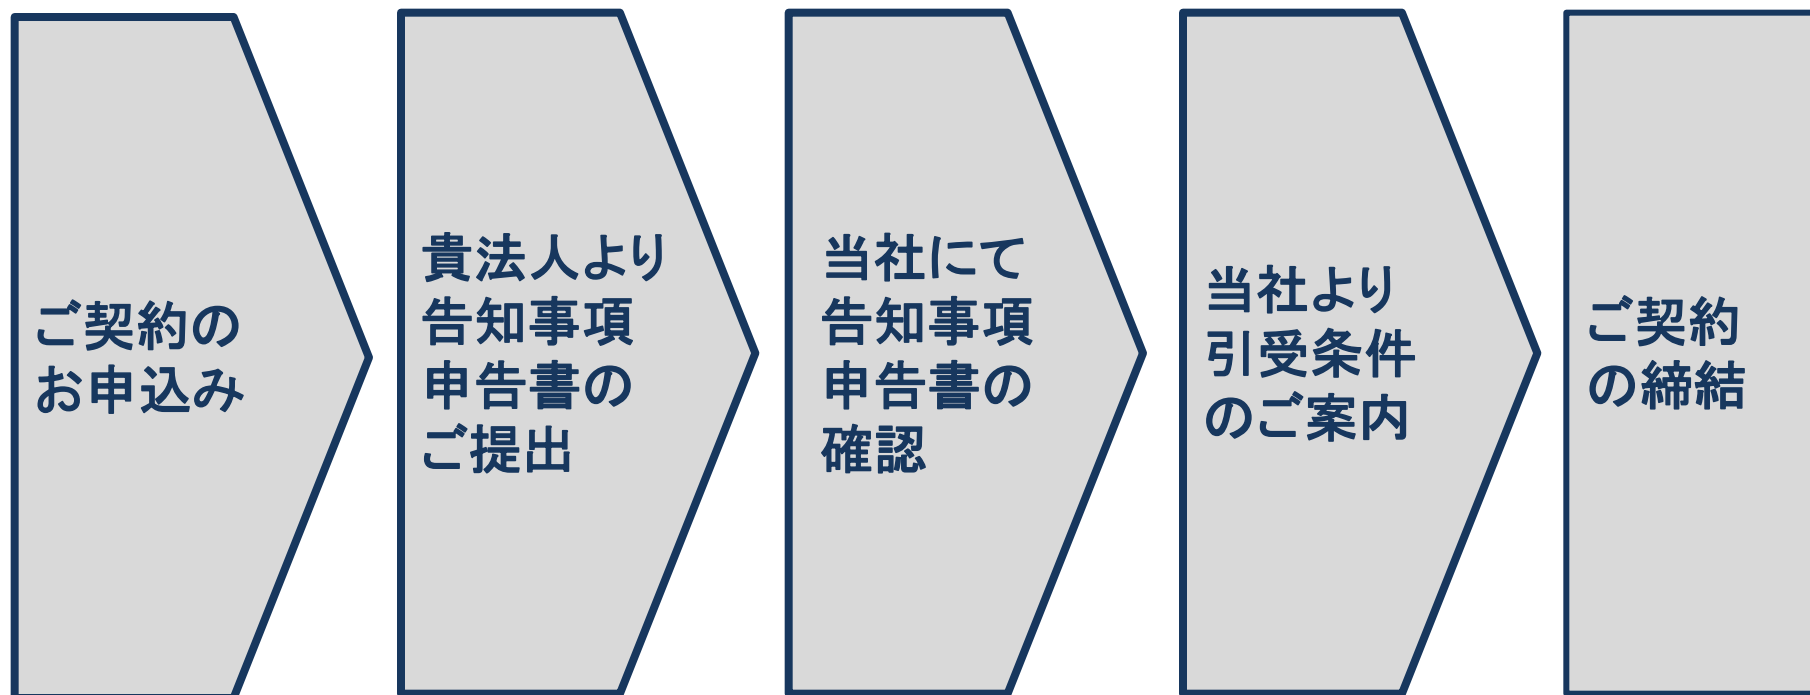 ご契約の
お申込み
貴法人より
告知事項
申告書の
ご提出
当社にて
告知事項
申告書の
確認
当社より
引受条件
のご案内
ご契約
の締結